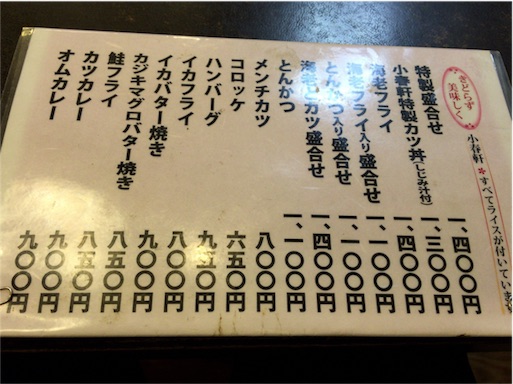 きどらず
美味しく
小春軒 すべてライスが付いています
特製盛合せ 一、四〇〇円
小春軒特製カツ丼(しじみ汁付) 一、三〇〇円
海老フライ 一、四〇〇円
海老フライ入り盛合せ 一、一〇〇円
とんかつ入り盛合せ 一、一〇〇円
海老 カツ盛合せ 一、四〇〇円
とんかつ 一、一〇〇円
メンチカツ 八〇〇円
コロッケ 六五〇円
ハンバーグ 九五〇円
イカフライ 八〇〇円
イカバター焼き 九〇〇円
カジキマグロバター焼き 八五〇円
鮭フライ 八五〇円
カツカレー 九〇〇円
オムカレー 九〇〇円